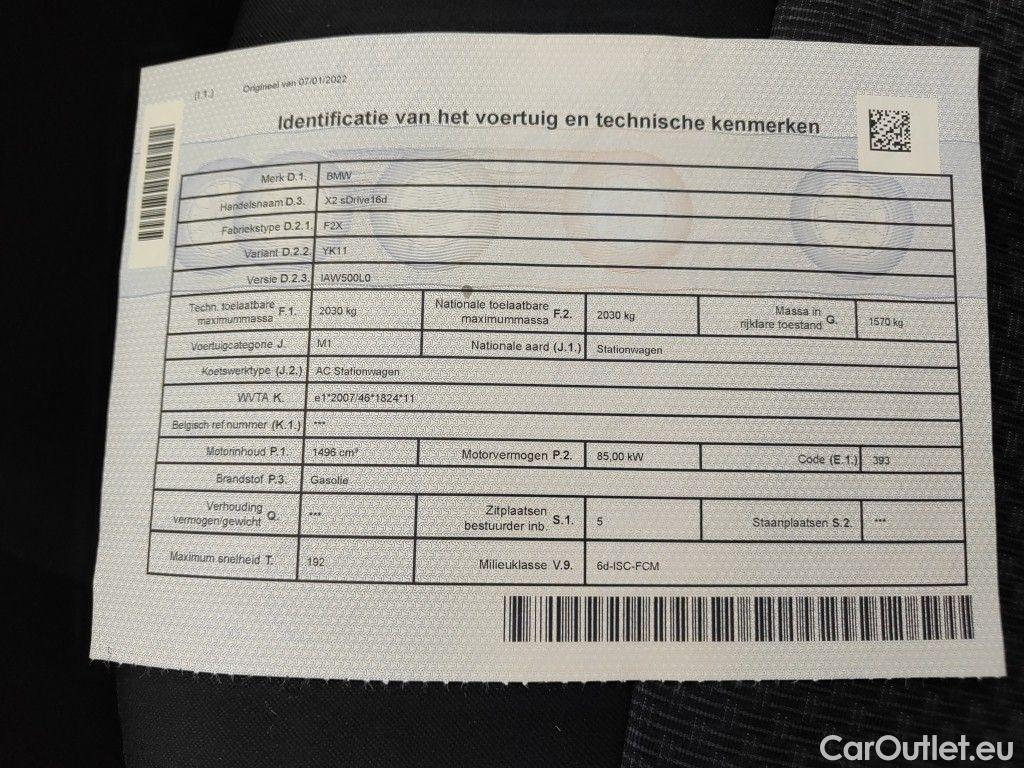 (I.1.) Origineel van 07/01/2022
Identificatie van het voertuig en technische kenmerken
Merk D.1. BMW
Handelsnaam D.3. X2 sDrive16d
Fabriekstype D.2.1. F2X
Variant D.2.2. YK11
Versie D.2.3. IAW500L0
Techn. toelaatbare
maximummassa F.1. 2030 kg
Nationale toelaatbare
maximummassa F.2. 2030 kg
Massa in
rijklare toestand G. 1570 kg
Voertuigcategorie J. M1 Nationale aard (J.1.) Stationwagen
Koetswerktype (J.2.) AC Stationwagen
WVTA K. e1*2007/46*1824*11
Belgisch ref.nummer (K.1.) ***
Motorinhoud P.1. 1496 cm³ Motorvermogen P.2. 85,00 kW Code (E.1.) 393
Brandstof P.3. Gasolie
Verhouding
vermogen/gewicht Q. ***
Zitplaatsen
bestuurder inb. S.1. 5
Staanplaatsen S.2. ***
Maximum snelheid T. 192 Milieuklasse V.9. 6d-ISC-FCM
CarOutlet.eu